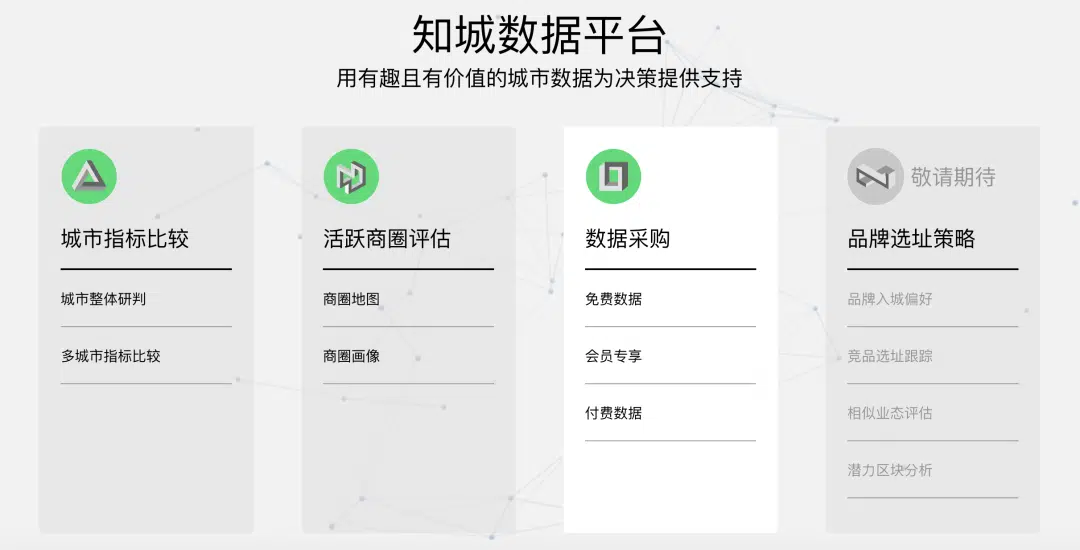 知城数据平台
用有趣且有价值的城市数据为决策提供支持
城市指标比较
城市整体研判
多城市指标比较
活跃商圈评估
商圈地图
商圈画像
数据采购
免费数据
会员专享
付费数据
敬请期待
品牌选址策略
品牌入城偏好
竞品选址跟踪
相似业态评估
潜力区块分析